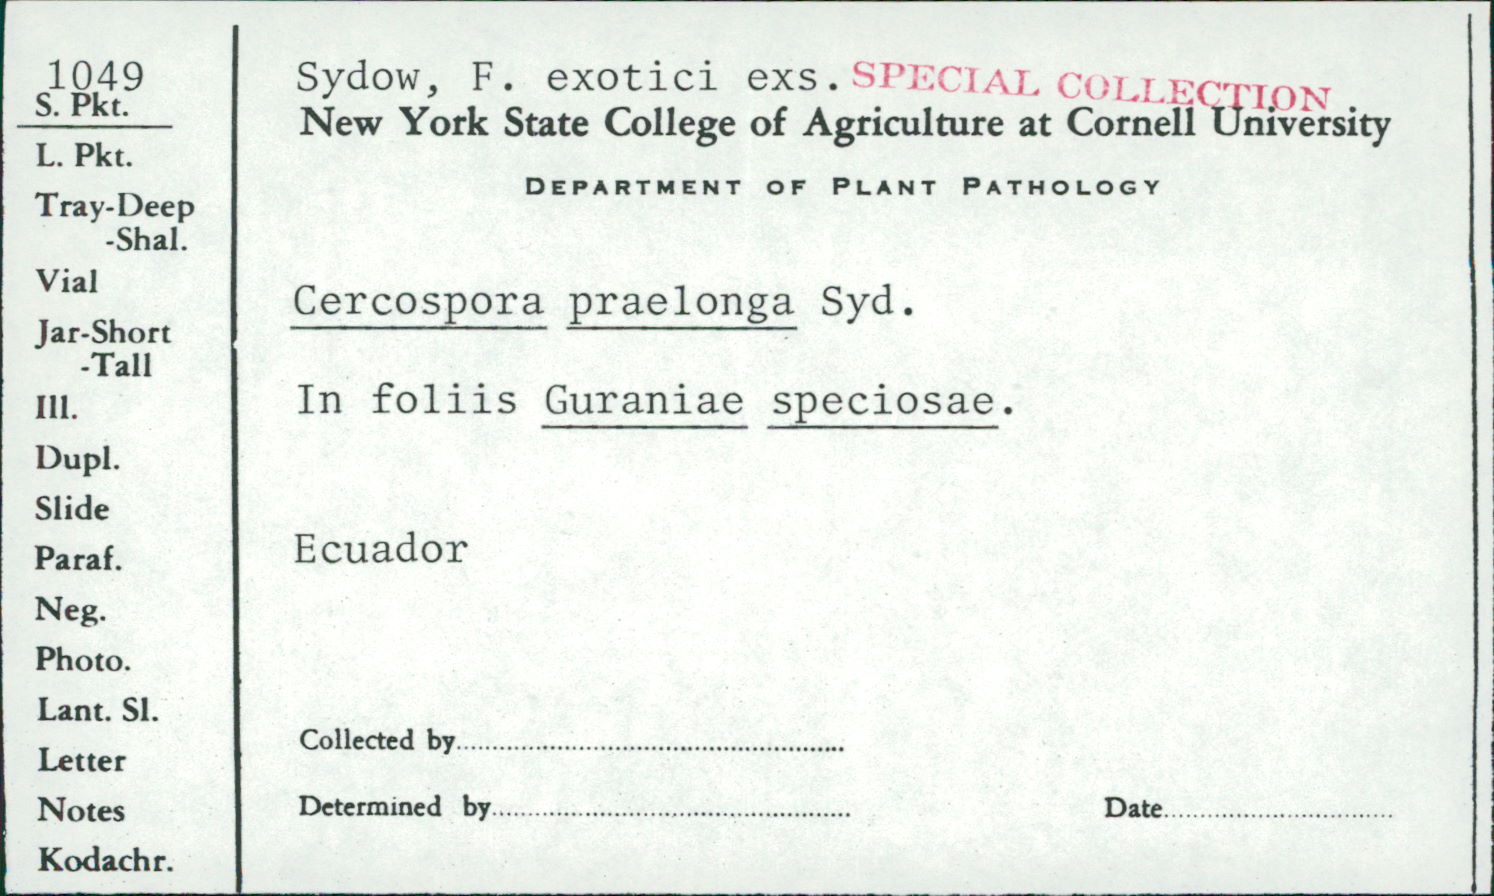 1049
S. Pkt.
L. Pkt.
Tray-Deep
-Shal.
Vial
Jar-Short
-Tall
Ill.
Dupl.
Slide
Paraf.
Neg.
Photo.
Lant. Sl.
Letter
Notes
Kodachr.
Sydow, F. exotici exs. SPECIAL COLLECTION
New York State College of Agriculture at Cornell University
DEPARTMENT OF PLANT PATHOLOGY
Cercospora praelonga Syd.
In foliis Guraniae speciosae.
Ecuador
Collected by
Determined by Date